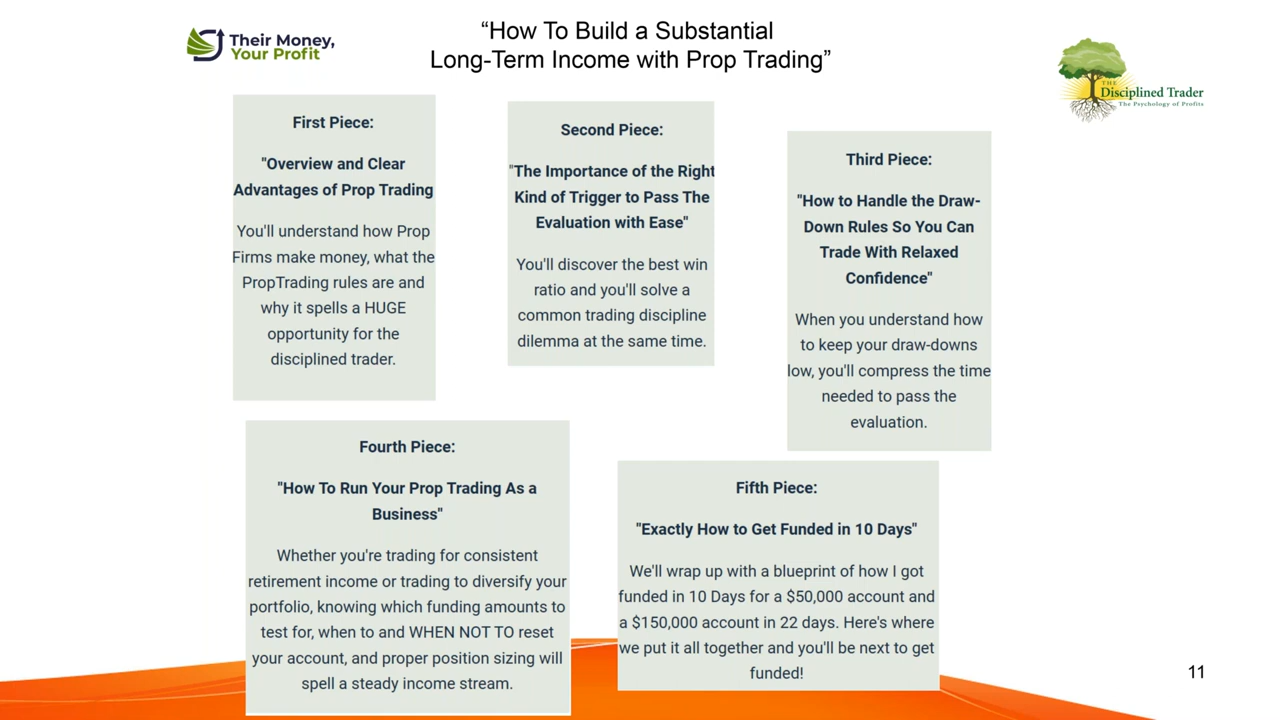 Their Money,
Your Profit
“How To Build a Substantial
Long-Term Income with Prop Trading”
THE
Disciplined Trader
The Psychology of Profits
First Piece:
"Overview and Clear
Advantages of Prop Trading
You'll understand how Prop
Firms make money, what the
PropTrading rules are and
why it spells a HUGE
opportunity for the
disciplined trader.
Second Piece:
"The Importance of the Right
Kind of Trigger to Pass The
Evaluation with Ease"
You'll discover the best win
ratio and you'll solve a
common trading discipline
dilemma at the same time.
Third Piece:
"How to Handle the Draw-
Down Rules So You Can
Trade With Relaxed
Confidence"
When you understand how
to keep your draw-downs
low, you'll compress the time
needed to pass the
evaluation.
Fourth Piece:
"How To Run Your Prop Trading As a
Business"
Whether you're trading for consistent
retirement income or trading to diversify your
portfolio, knowing which funding amounts to
test for, when to and WHEN NOT TO reset
your account, and proper position sizing will
spell a steady income stream.
Fifth Piece:
"Exactly How to Get Funded in 10 Days"
We'll wrap up with a blueprint of how I got
funded in 10 Days for a $50,000 account and
a $150,000 account in 22 days. Here's where
we put it all together and you'll be next to get
funded!
11